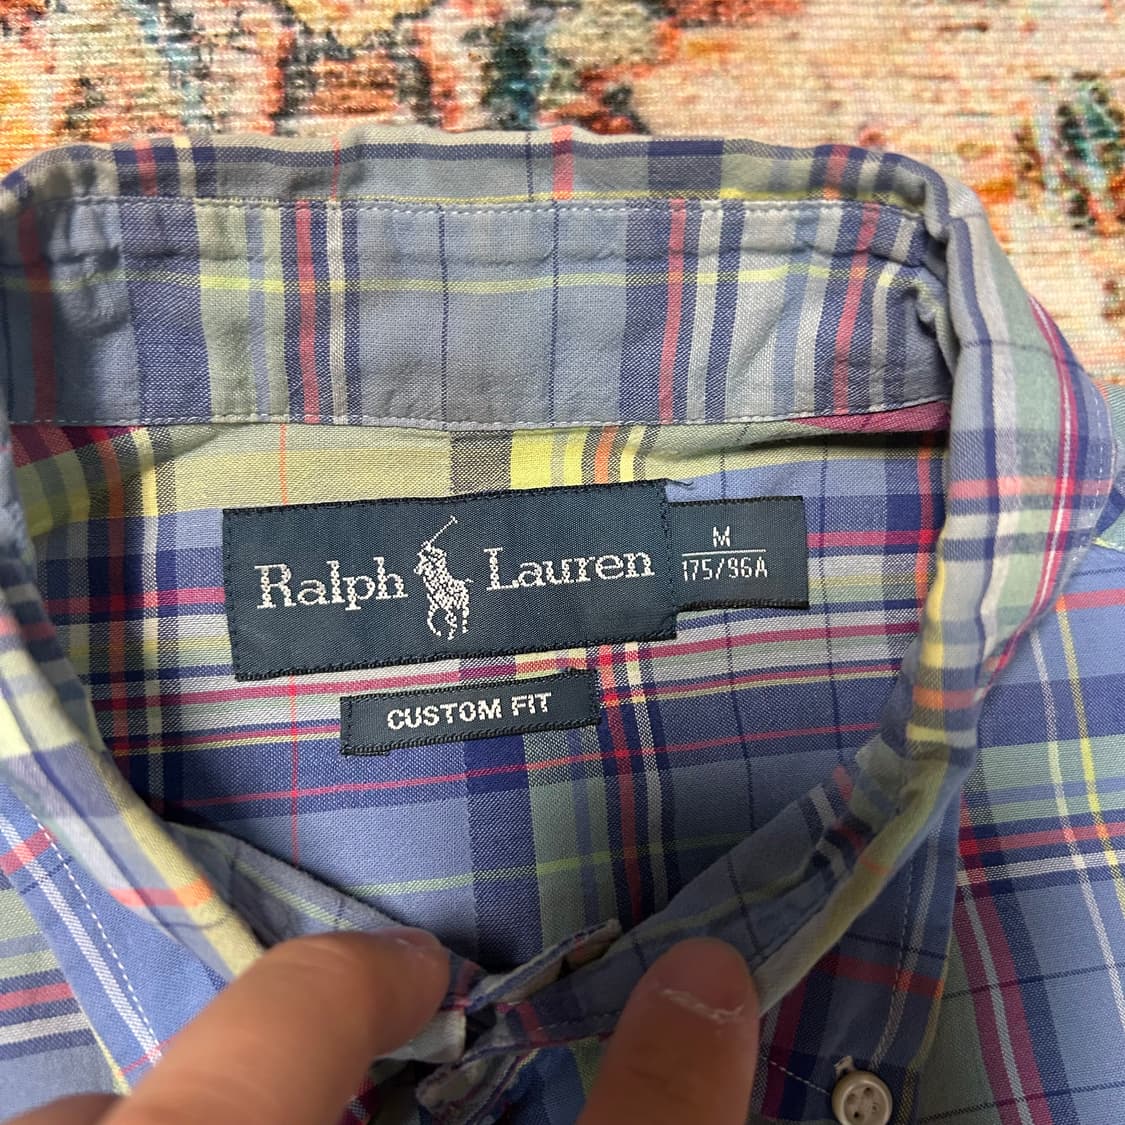 Ralph Lauren
M
175/96A
CUSTOM FIT